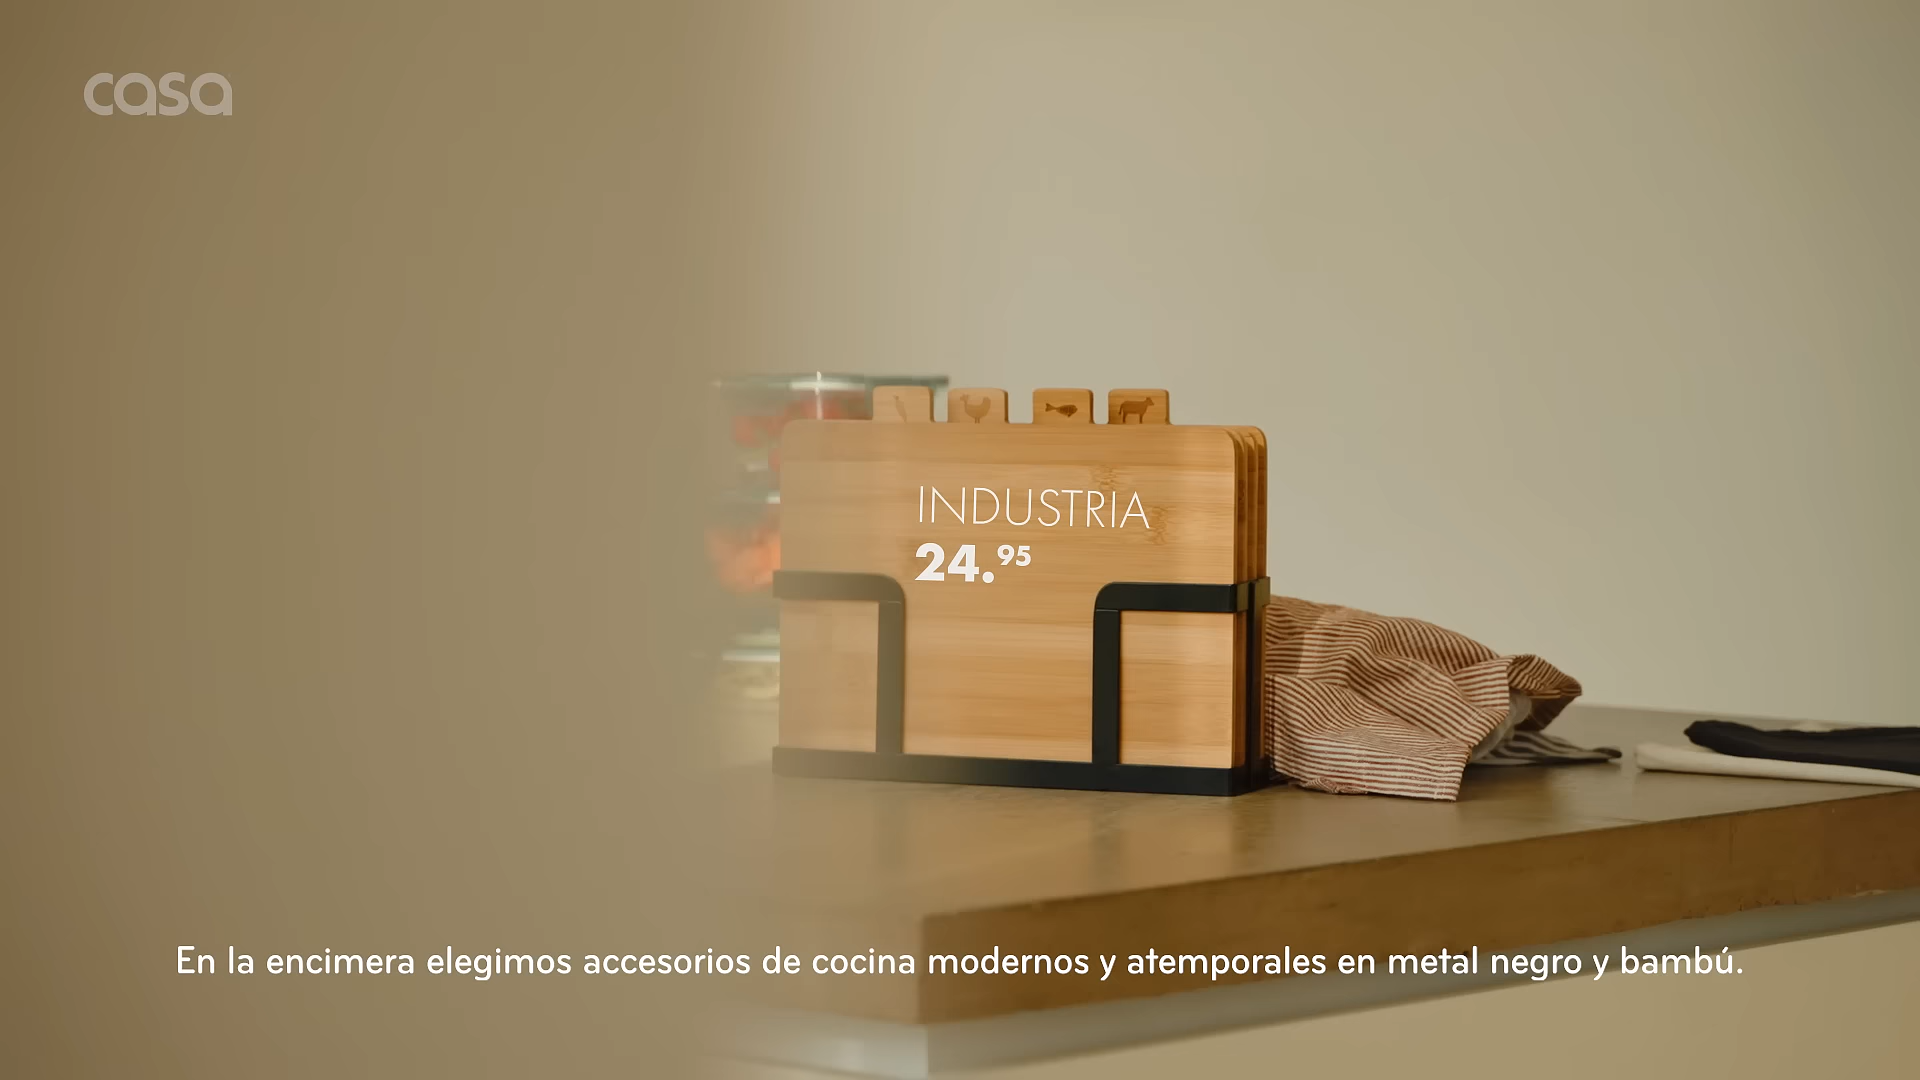 casa
INDUSTRIA
24.95
En la encimera elegimos accesorios de cocina modernos y atemporales en metal negro y bambú.